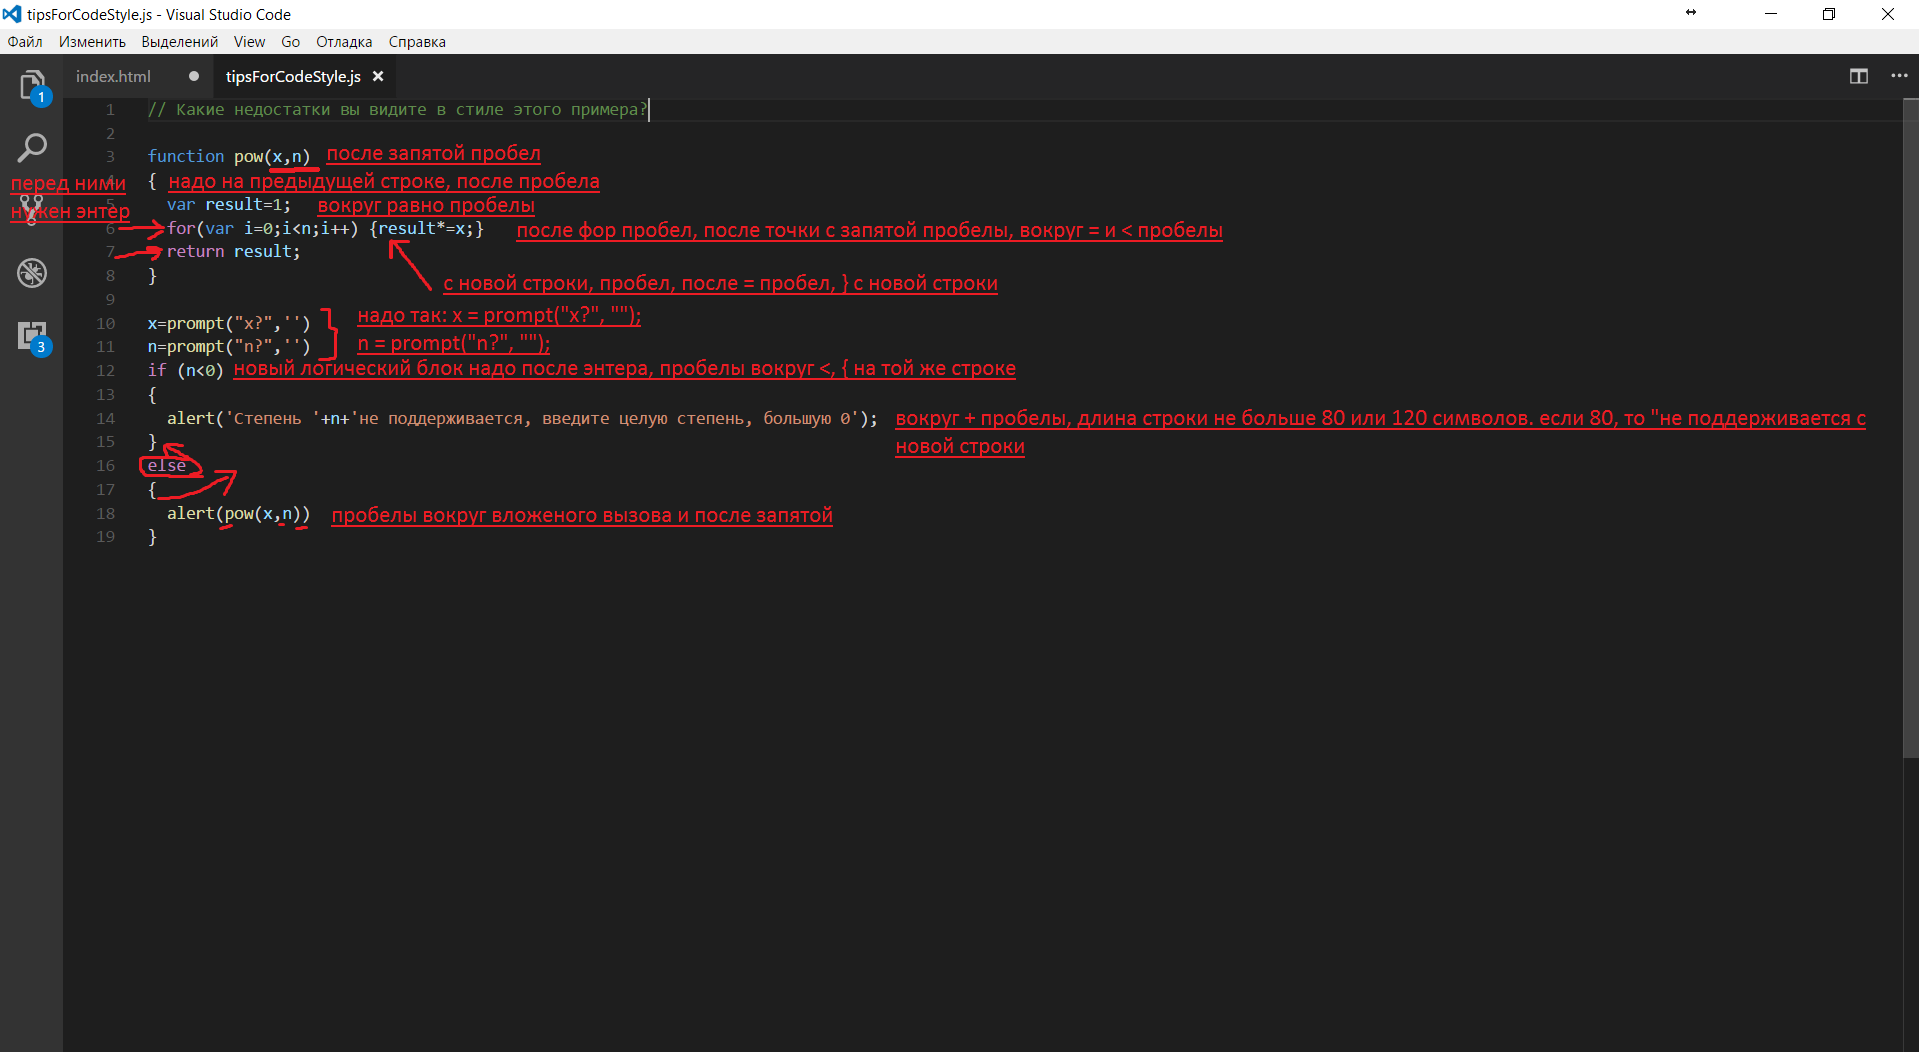 tipsForCodeStyle.js - Visual Studio Code
Файл Изменить Выделений View Go Отладка Справка
index.html tipsForCodeStyle.js
1 // Какие недостатки вы видите в стиле этого примера?
2
3 function pow(x,n) после запятой пробел
4 { надо на предыдущей строке, после пробела
перед ними
5 var result=1; вокруг равно пробелы
нужен энтер
6 for(var i=0;i<n;i++) {result*=x;} после фор пробел, после точки с запятой пробелы, вокруг = и < пробелы
7 return result;
8 }
с новой строки, пробел, после = пробел, } с новой строки
9
10 x=prompt("x?",'') надо так: x = prompt("x?", "");
11 n=prompt("n?",'') n = prompt("n?", "");
12 if (n<0) новый логический блок надо после энтера, пробелы вокруг <, { на той же строке
13 {
14 alert('Степень '+n+'не поддерживается, введите целую степень, большую 0'); вокруг + пробелы, длина строки не больше 80 или 120 символов. если 80, то "не поддерживается с
новой строки
15 }
16 else
17 {
18 alert(pow(x,n)) пробелы вокруг вложеного вызова и после запятой
19 }
1
3